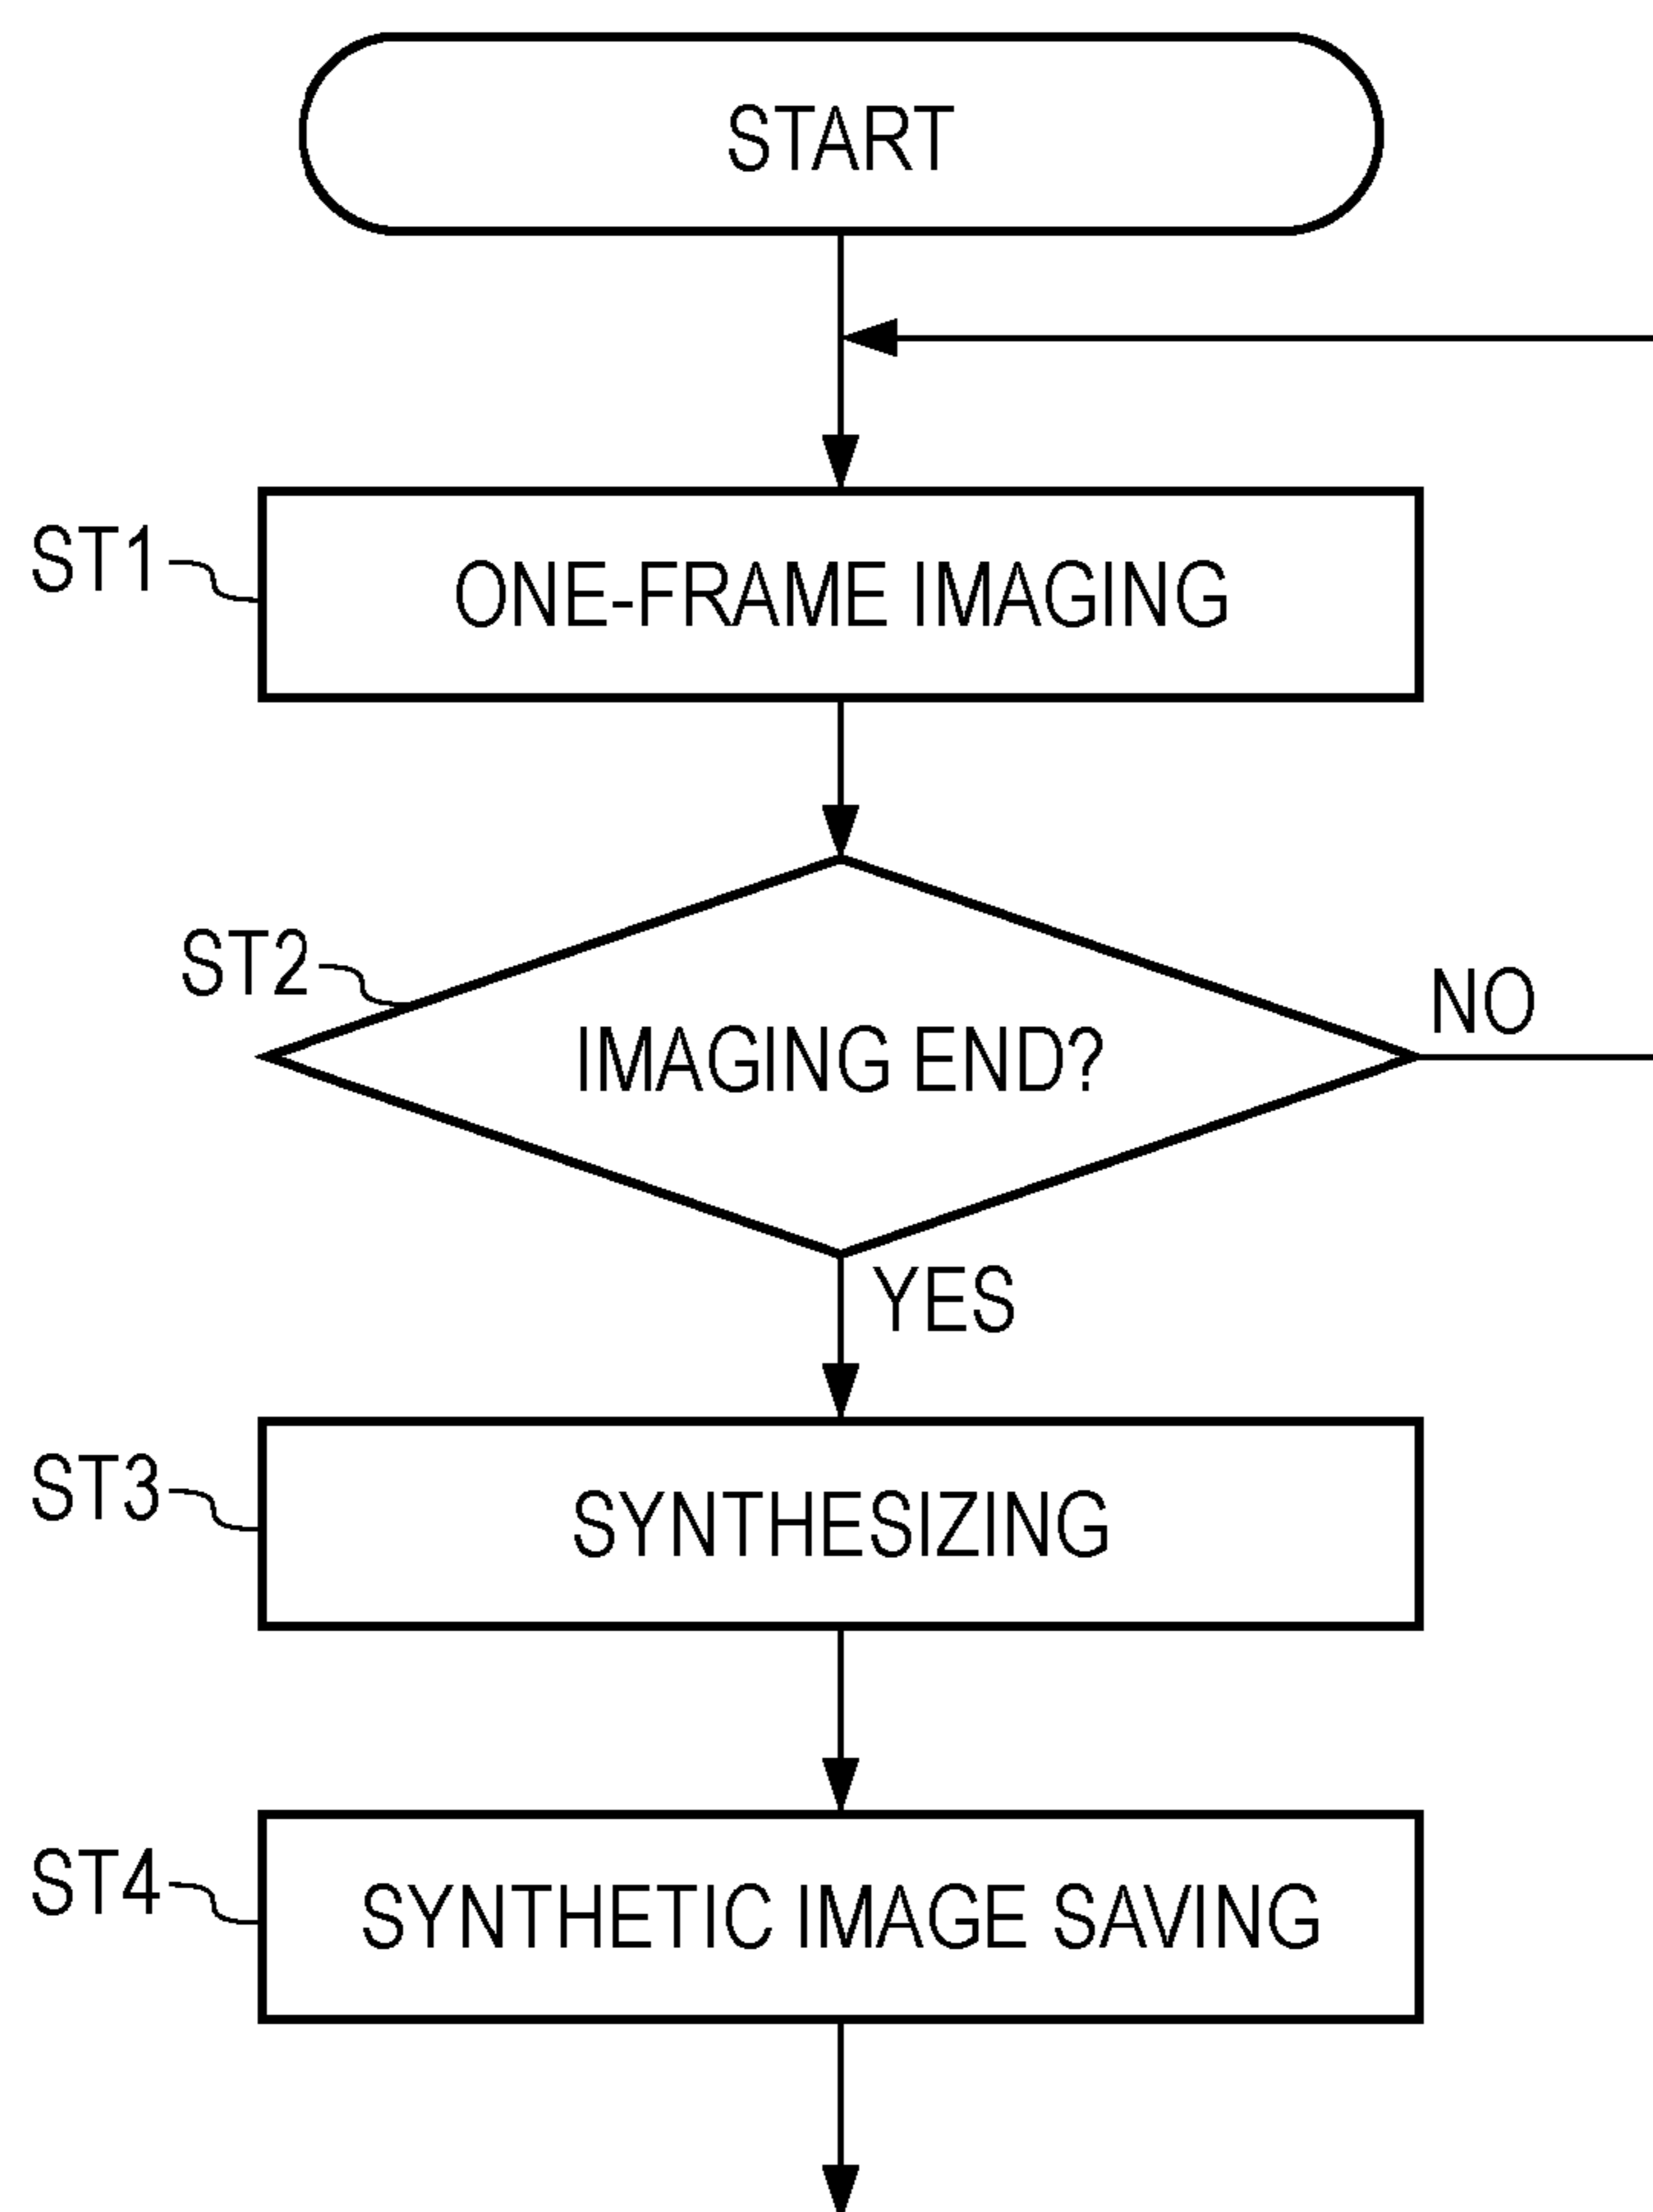 START
ST1
ONE-FRAME IMAGING
ST2
IMAGING END?
NO
YES
ST3
SYNTHESIZING
ST4
SYNTHETIC IMAGE SAVING